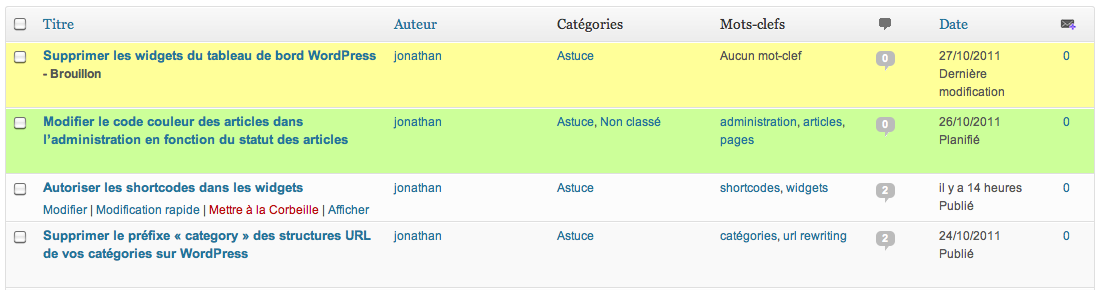 Titre Auteur Catégories Mots-clefs Date
Supprimer les widgets du tableau de bord WordPress jonathan Astuce Aucun mot-clef 0 27/10/2011 0
- Brouillon Dernière
modification
Modifier le code couleur des articles dans jonathan Astuce, Non classé administration, articles, 0 26/10/2011 0
l’administration en fonction du statut des articles pages Planifié
Autoriser les shortcodes dans les widgets jonathan Astuce shortcodes, widgets 2 il y a 14 heures 0
Modifier | Modification rapide | Mettre à la Corbeille | Afficher Publié
Supprimer le préfixe « category » des structures URL jonathan Astuce catégories, url rewriting 2 24/10/2011 0
de vos catégories sur WordPress Publié